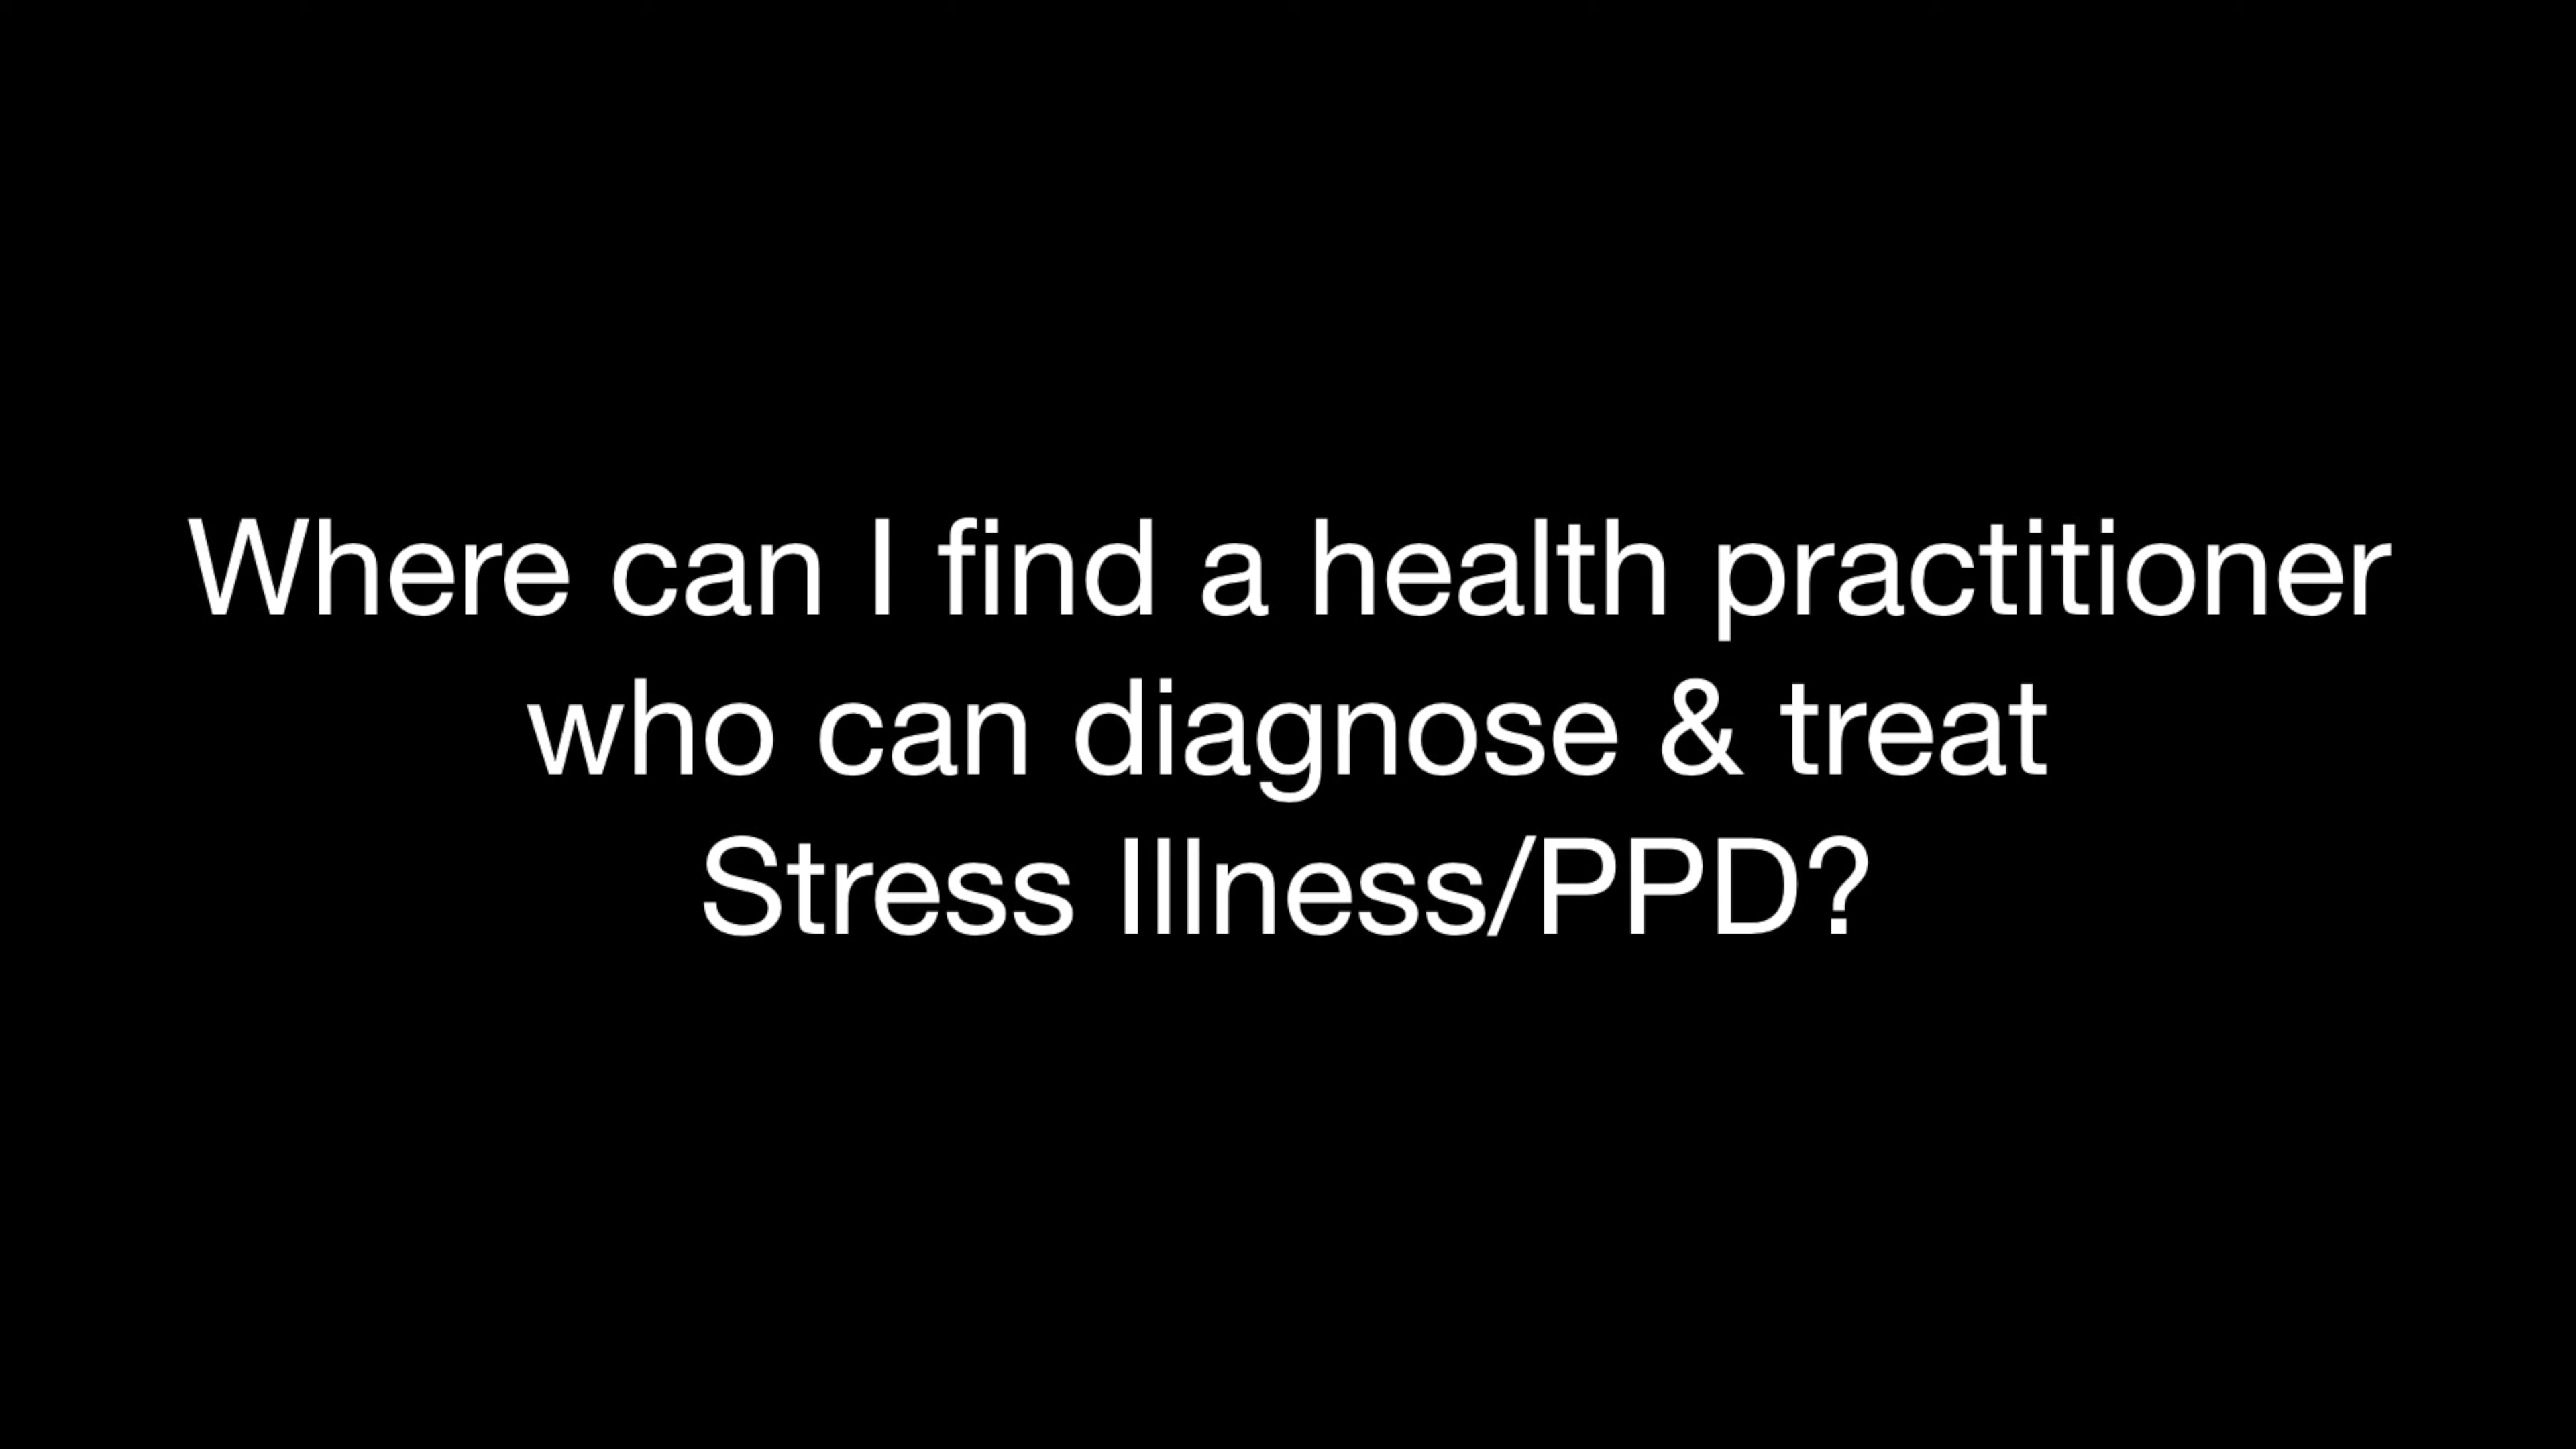 Where can I find a health practitioner
who can diagnose & treat
Stress Illness/PPD?